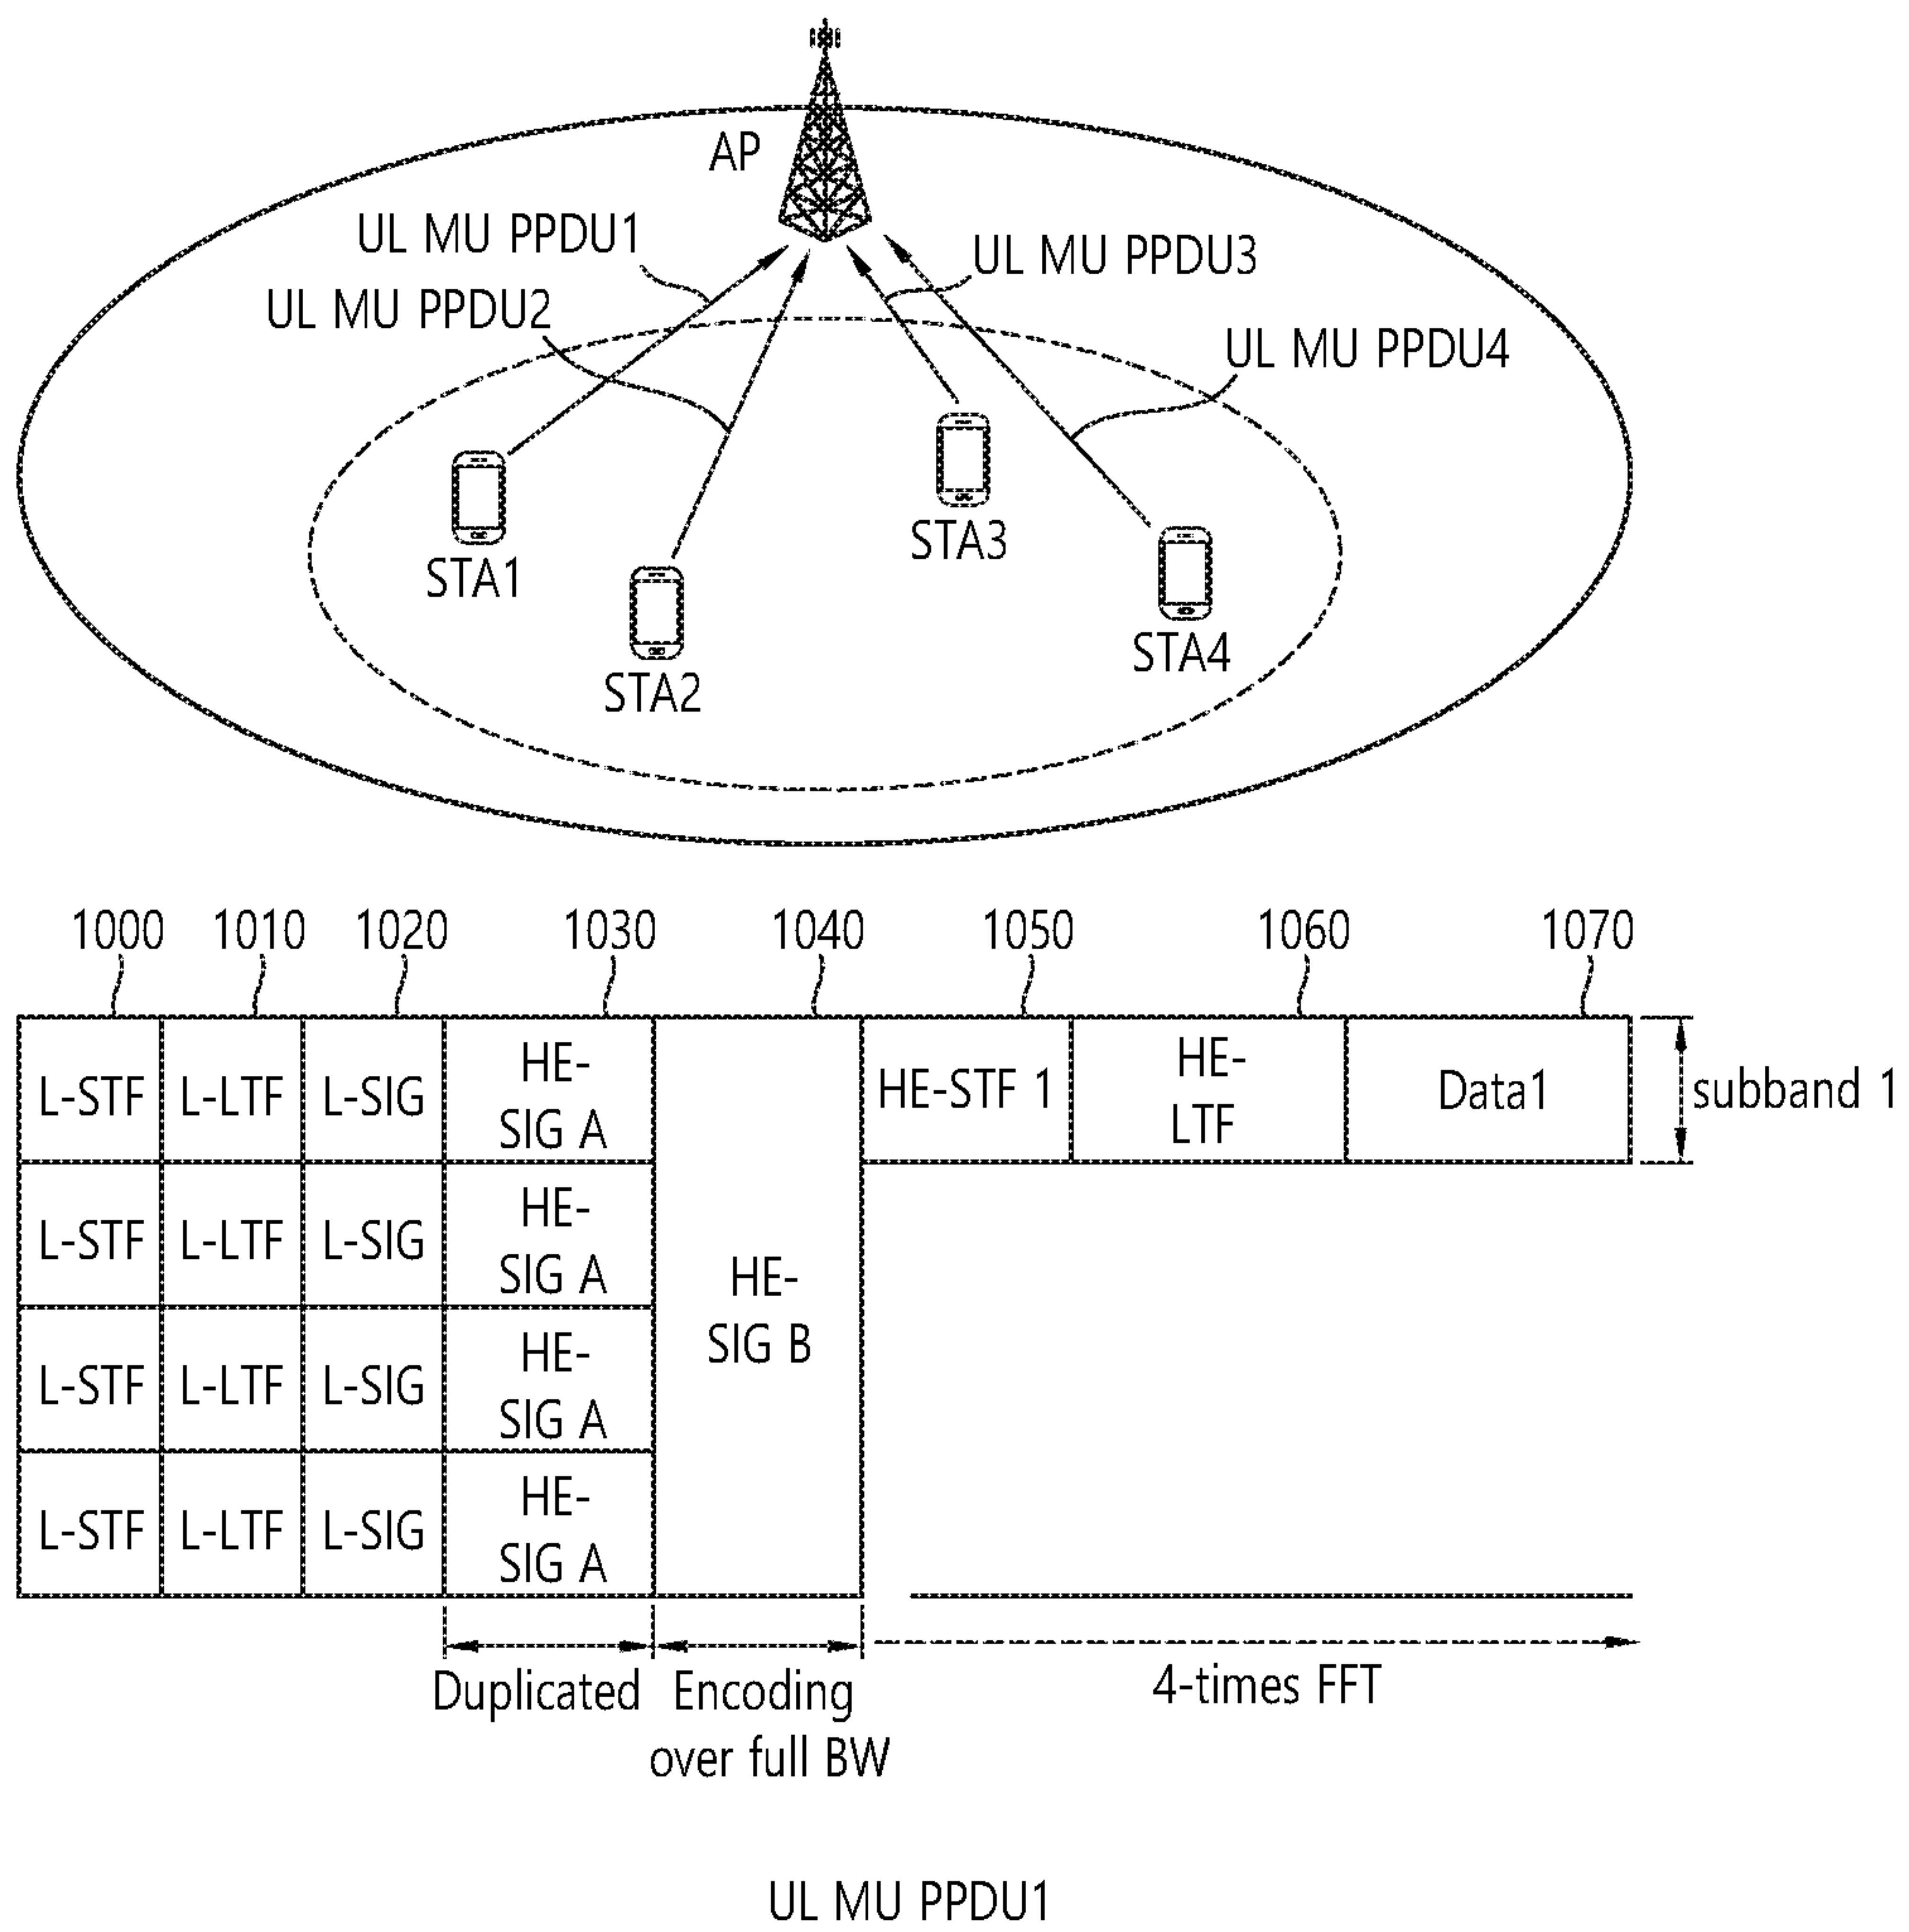 AP
UL MU PPDU1
UL MU PPDU3
UL MU PPDU2
UL MU PPDU4
STA1
STA3
STA2
STA4
1000 1010 1020 1030 1040 1050 1060 1070
L-STF L-LTF L-SIG HE-
SIG A
HE-STF 1 HE-
LTF
Data1 subband 1
L-STF L-LTF L-SIG HE-
SIG A
HE-
SIG B
L-STF L-LTF L-SIG HE-
SIG A
L-STF L-LTF L-SIG HE-
SIG A
Duplicated
Encoding
over full BW
4-times FFT
UL MU PPDU1